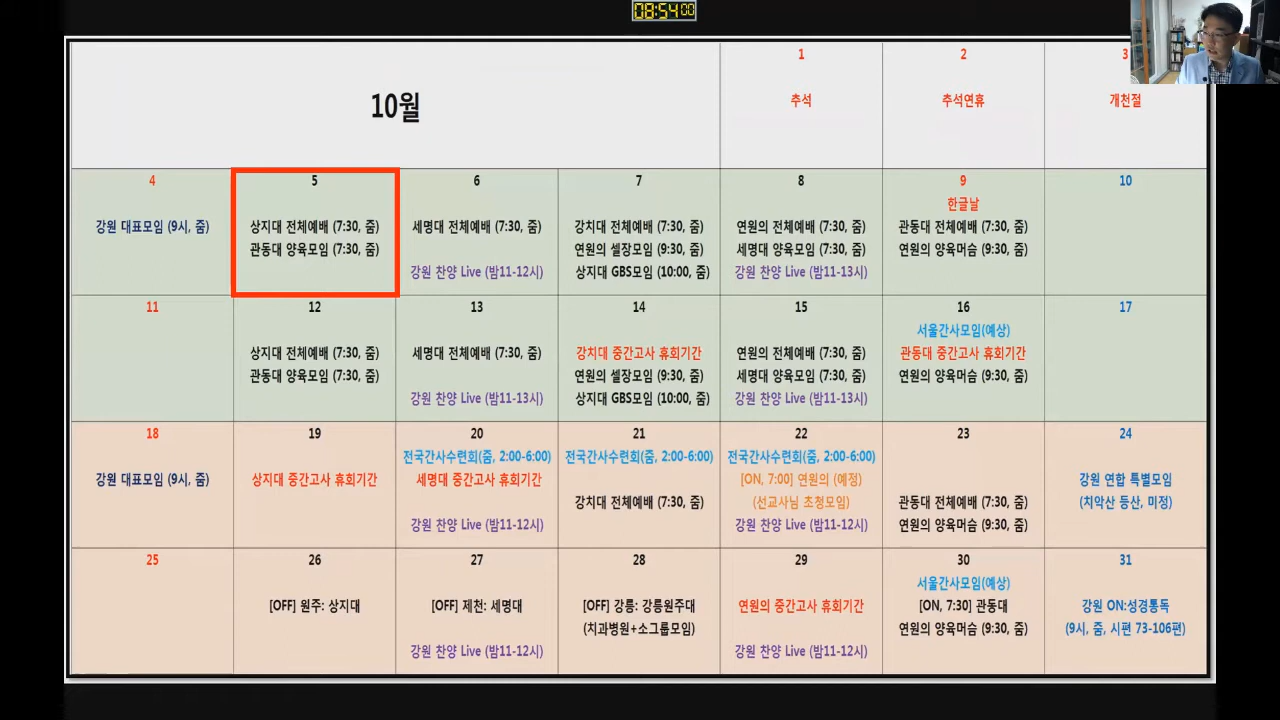 08:54:00
10월
1
추석
2
추석연휴
3
개천절
4
강원 대표모임 (9시, 줌)
5
상지대 전체예배 (7:30, 줌)
관동대 양육모임 (7:30, 줌)
6
세명대 전체예배 (7:30, 줌)
강원 찬양 Live (밤11-12시)
7
강치대 전체예배 (7:30, 줌)
연원의 셀장모임 (9:30, 줌)
상지대 GBS모임 (10:00, 줌)
8
연원의 전체예배 (7:30, 줌)
세명대 양육모임 (7:30, 줌)
강원 찬양 Live (밤11-13시)
9
한글날
관동대 전체예배 (7:30, 줌)
연원의 양육머슴 (9:30, 줌)
10
11
12
상지대 전체예배 (7:30, 줌)
관동대 양육모임 (7:30, 줌)
13
세명대 전체예배 (7:30, 줌)
강원 찬양 Live (밤11-13시)
14
강치대 중간고사 휴회기간
연원의 셀장모임 (9:30, 줌)
상지대 GBS모임 (10:00, 줌)
15
연원의 전체예배 (7:30, 줌)
세명대 양육모임 (7:30, 줌)
강원 찬양 Live (밤11-13시)
16
서울간사모임(예상)
관동대 중간고사 휴회기간
연원의 양육머슴 (9:30, 줌)
17
18
강원 대표모임 (9시, 줌)
19
상지대 중간고사 휴회기간
20
전국간사수련회(줌, 2:00-6:00)
세명대 중간고사 휴회기간
강원 찬양 Live (밤11-12시)
21
전국간사수련회(줌, 2:00-6:00)
강치대 전체예배 (7:30, 줌)
22
전국간사수련회(줌, 2:00-6:00)
[ON, 7:00] 연원의 (예정)
(선교사님 초청모임)
강원 찬양 Live (밤11-12시)
23
관동대 전체예배 (7:30, 줌)
연원의 양육머슴 (9:30, 줌)
24
강원 연합 특별모임
(치악산 등산, 미정)
25
26
[OFF] 원주: 상지대
27
[OFF] 제천: 세명대
강원 찬양 Live (밤11-12시)
28
[OFF] 강릉: 강릉원주대
(치과병원+소그룹모임)
29
연원의 중간고사 휴회기간
강원 찬양 Live (밤11-12시)
30
서울간사모임(예상)
[ON, 7:30] 관동대
연원의 양육머슴 (9:30, 줌)
31
강원 ON:성경통독
(9시, 줌, 시편 73-106편)